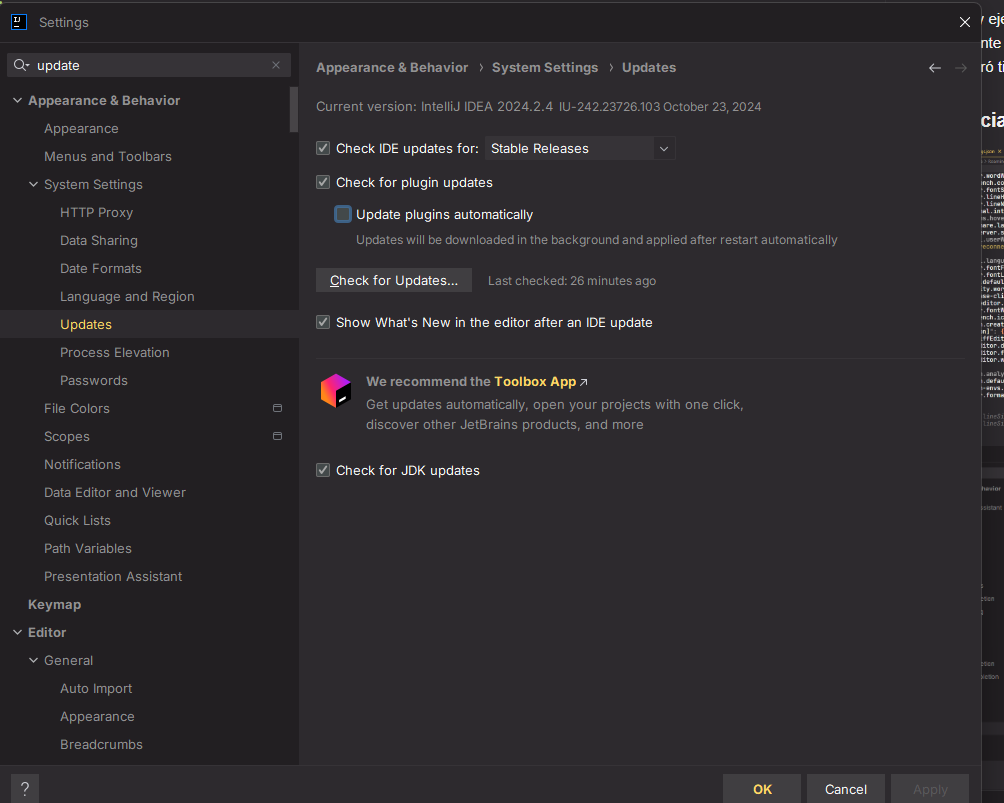 Settings
update
Appearance & Behavior
Appearance
Menus and Toolbars
System Settings
HTTP Proxy
Data Sharing
Date Formats
Language and Region
Updates
Process Elevation
Passwords
File Colors
Scopes
Notifications
Data Editor and Viewer
Quick Lists
Path Variables
Presentation Assistant
Keymap
Editor
General
Auto Import
Appearance
Breadcrumbs
Appearance & Behavior › System Settings › Updates
Current version: IntelliJ IDEA 2024.2.4 IU-242.23726.103 October 23, 2024
Check IDE updates for: Stable Releases
Check for plugin updates
Update plugins automatically
Updates will be downloaded in the background and applied after restart automatically
Check for Updates... Last checked: 26 minutes ago
Show What's New in the editor after an IDE update
We recommend the Toolbox App ↗
Get updates automatically, open your projects with one click,
discover other JetBrains products, and more
Check for JDK updates
? OK Cancel Apply